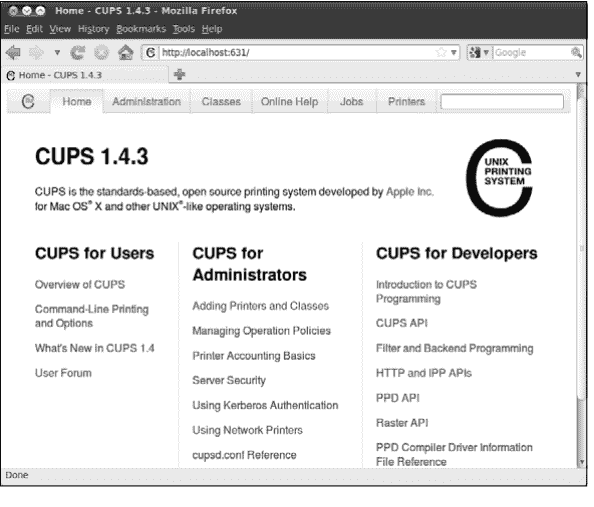 Home - CUPS 1.4.3 - Mozilla Firefox
File Edit View History Bookmarks Tools Help
http://localhost:631/
Google
Home - CUPS 1.4.3
Home Administration Classes Online Help Jobs Printers
CUPS 1.4.3
CUPS is the standards-based, open source printing system developed by Apple Inc.
for Mac OS® X and other UNIX®-like operating systems.
UNIX
PRINTING
SYSTEM
CUPS for Users
Overview of CUPS
Command-Line Printing
and Options
What's New in CUPS 1.4
User Forum
CUPS for
Administrators
Adding Printers and Classes
Managing Operation Policies
Printer Accounting Basics
Server Security
Using Kerberos Authentication
Using Network Printers
cupsd.conf Reference
CUPS for Developers
Introduction to CUPS
Programming
CUPS API
Filter and Backend Programming
HTTP and IPP APIs
PPD API
Raster API
PPD Compiler Driver Information
File Reference
Done